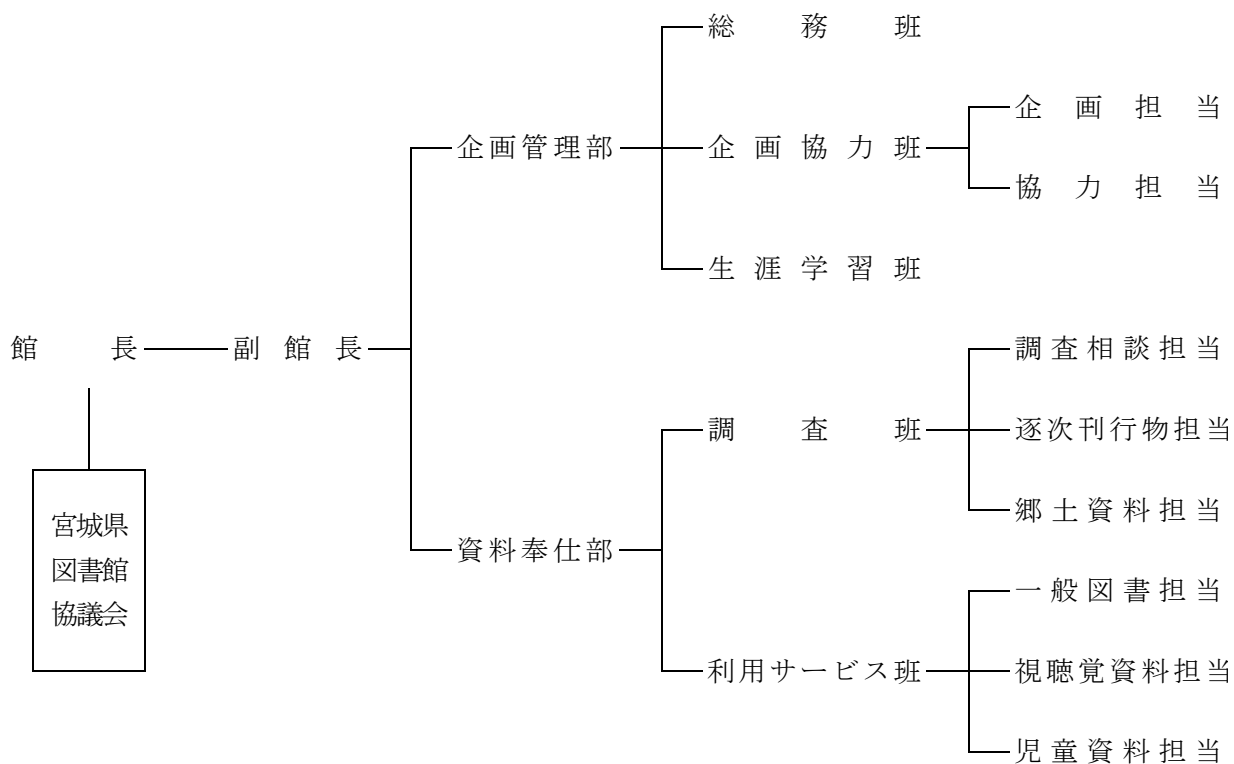 総務班
企画担当
企画管理部
企画協力班
協力担当
生涯学習班
館長
副館長
調査相談担当
調査班
逐次刊行物担当
郷土資料担当
宮城県
図書館
協議会
資料奉仕部
一般図書担当
利用サービス班
視聴覚資料担当
児童資料担当